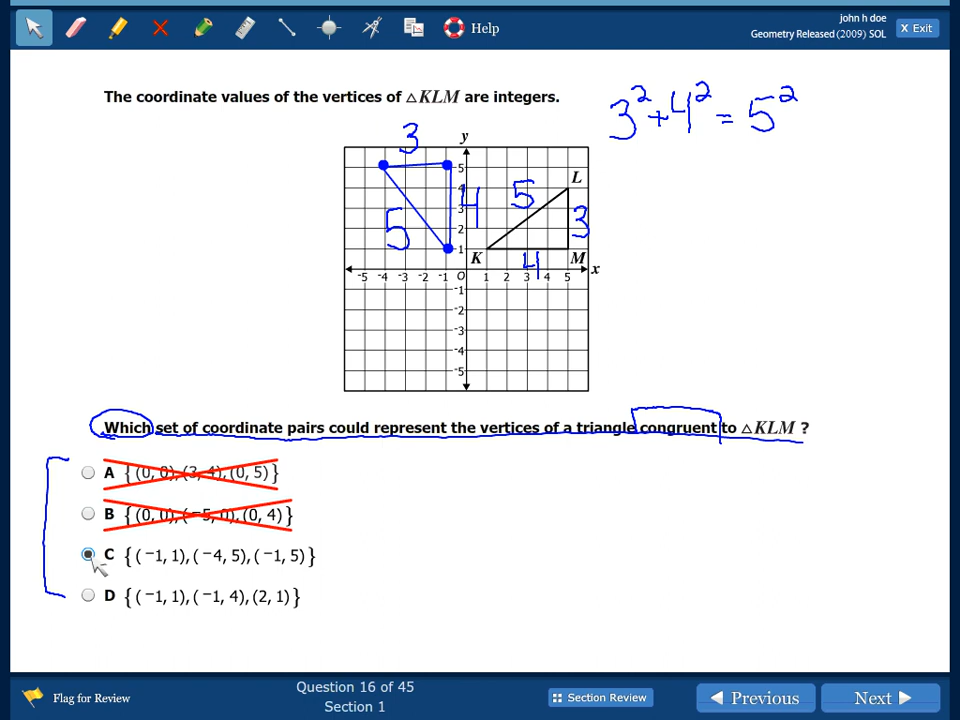 john h doe
Help
Geometry Released (2009) SOL
X Exit
The coordinate values of the vertices of △KLM are integers.
3² + 4² = 5²
3
y
5
4
3
2
1
5
4
L
5
3
K
4
M
x
-5 -4 -3 -2 -1 O 1 2 3 4 5
-1
-2
-3
-4
-5
Which set of coordinate pairs could represent the vertices of a triangle congruent to △KLM ?
A {(0, 0), (3, 4), (0, 5)}
B {(0, 0), (−5, 0), (0, 4)}
C {(−1, 1), (−4, 5), (−1, 5)}
D {(−1, 1), (−1, 4), (2, 1)}
Flag for Review
Question 16 of 45
Section 1
Section Review
Previous
Next